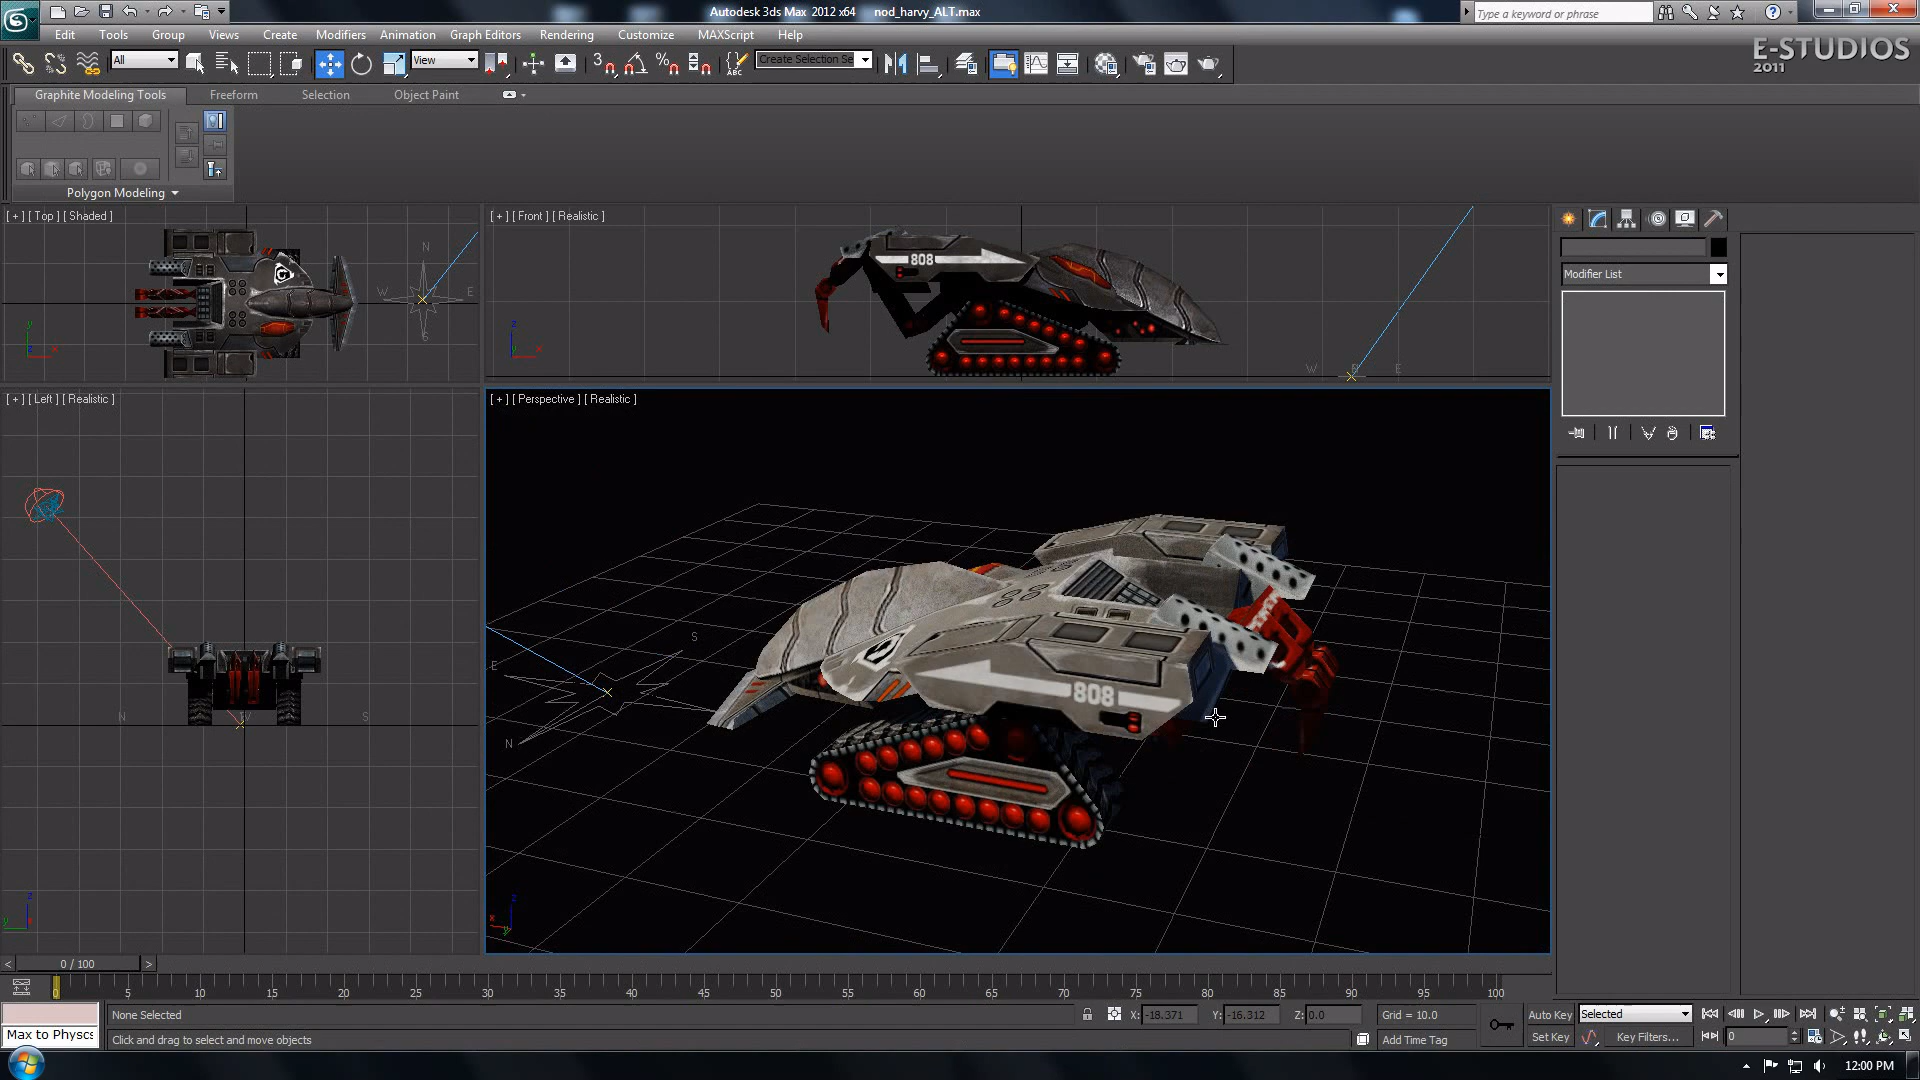 Autodesk 3ds Max 2012 x64 nod_harvy_ALT.max
Type a keyword or phrase
Edit Tools Group Views Create Modifiers Animation Graph Editors Rendering Customize MAXScript Help
E-STUDIOS
2011
All View 3 Create Selection Se
Graphite Modeling Tools Freeform Selection Object Paint
Polygon Modeling
[ + ] [ Top ] [ Shaded ]
[ + ] [ Front ] [ Realistic ]
N
W E
S
y x
808
z x
W E
Modifier List
[ + ] [ Left ] [ Realistic ]
[ + ] [ Perspective ] [ Realistic ]
S
E
N
808
N W S
z
y x
z
x y
< 0 / 100 >
0 5 10 15 20 25 30 35 40 45 50 55 60 65 70 75 80 85 90 95 100
None Selected X: -18.371 Y: -16.312 Z: 0.0 Grid = 10.0 Auto Key Selected
Max to Physcs Click and drag to select and move objects Add Time Tag Set Key Key Filters... 0
12:00 PM